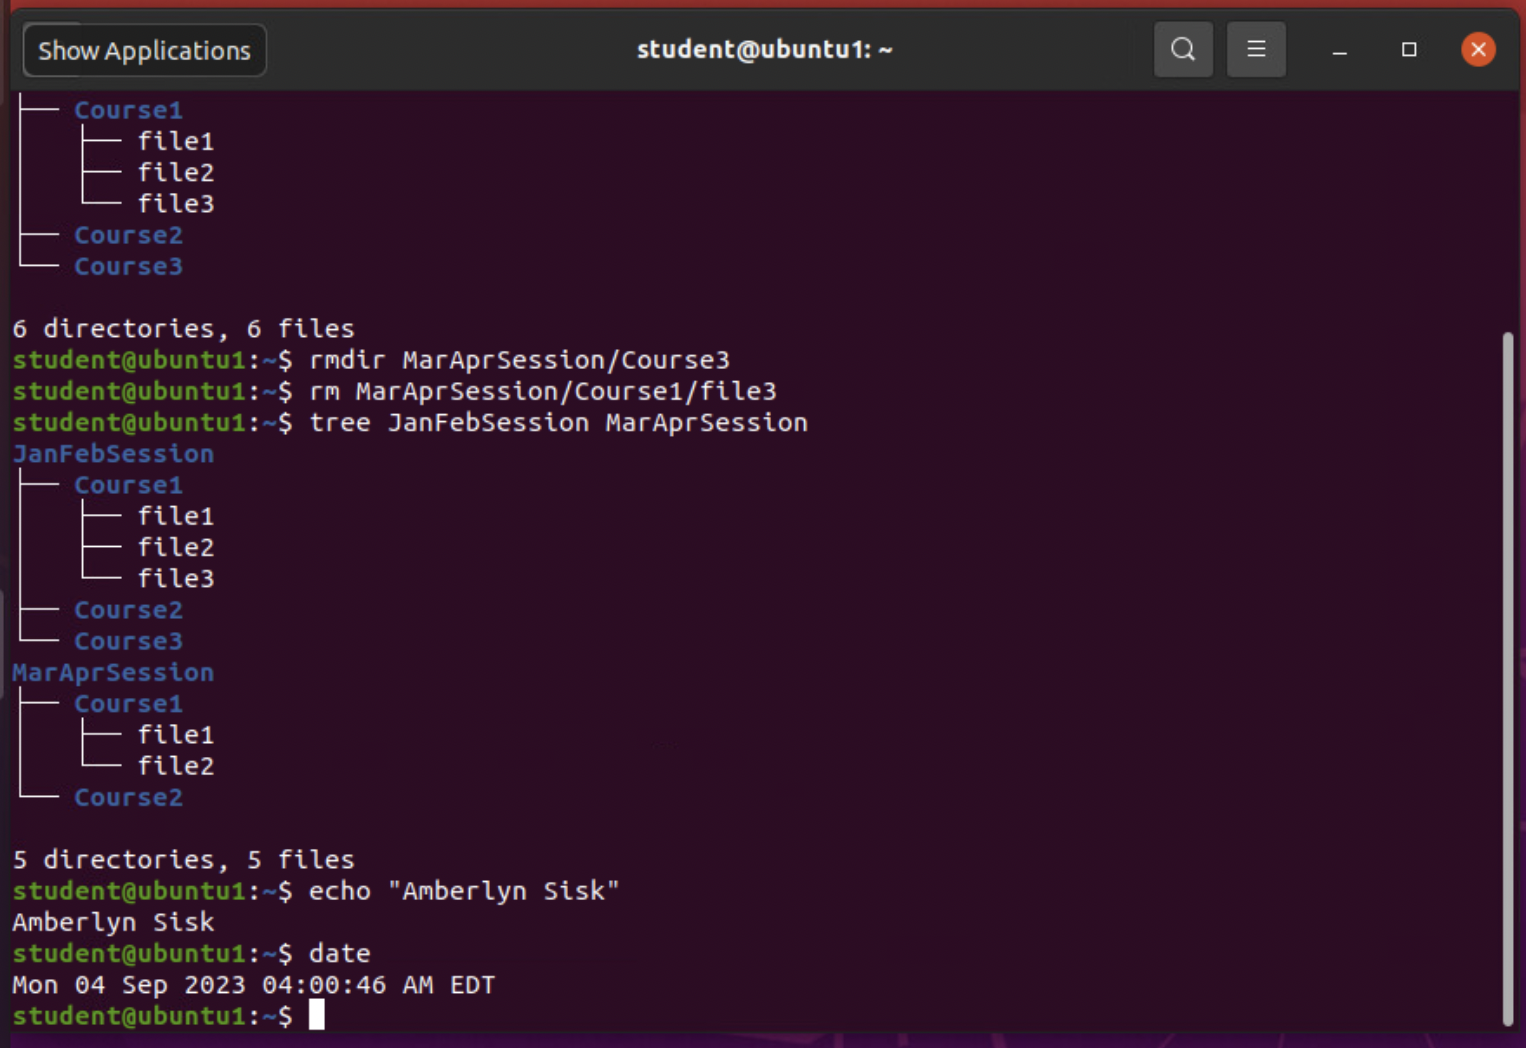 Show Applications
student@ubuntu1: ~
├── Course1
│   ├── file1
│   ├── file2
│   └── file3
├── Course2
└── Course3
6 directories, 6 files
student@ubuntu1:~$ rmdir MarAprSession/Course3
student@ubuntu1:~$ rm MarAprSession/Course1/file3
student@ubuntu1:~$ tree JanFebSession MarAprSession
JanFebSession
├── Course1
│   ├── file1
│   ├── file2
│   └── file3
├── Course2
└── Course3
MarAprSession
├── Course1
│   ├── file1
│   └── file2
└── Course2
5 directories, 5 files
student@ubuntu1:~$ echo "Amberlyn Sisk"
Amberlyn Sisk
student@ubuntu1:~$ date
Mon 04 Sep 2023 04:00:46 AM EDT
student@ubuntu1:~$